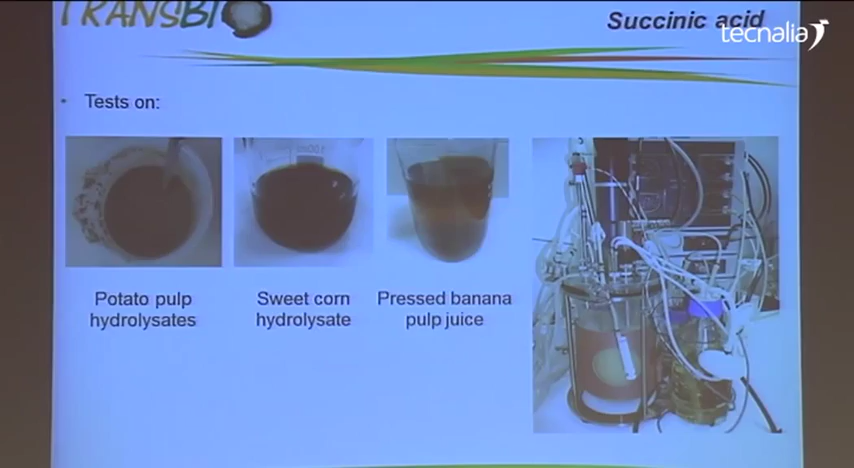 TRANSBIO
Succinic acid
tecnalia
• Tests on:
Potato pulp
hydrolysates
Sweet corn
hydrolysate
Pressed banana
pulp juice